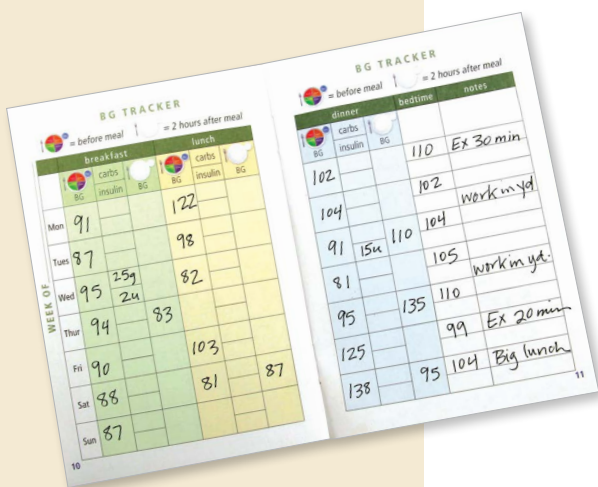 BG TRACKER
= before meal = 2 hours after meal
breakfast lunch
BG carbs insulin BG BG carbs insulin BG
WEEK OF
Mon 91 122
Tues 87 98
Wed 95 25g 2u 82
Thur 94 83
Fri 90 103
Sat 88 81 87
Sun 87
10
BG TRACKER
= before meal = 2 hours after meal
dinner bedtime notes
BG carbs insulin BG
102 110 Ex 30 min
104 102 work in yd
91 15u 110 104
81 105 work in yd.
95 135 110
125 99 Ex 20 min
138 95 104 Big lunch
11